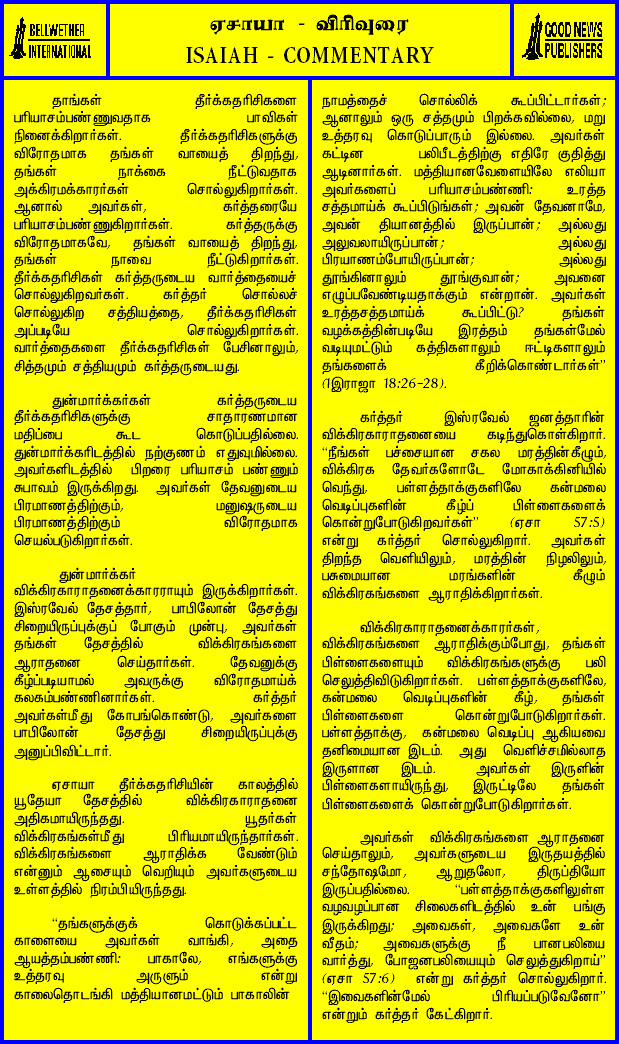 BELLWETHER
INTERNATIONAL
ஏசாயா - விரிவுரை
ISAIAH - COMMENTARY
GOOD NEWS
PUBLISHERS
தாங்கள் தீர்க்கதரிசிகளை
பரியாசம்பண்ணுவதாக பாவிகள்
நினைக்கிறார்கள். தீர்க்கதரிசிகளுக்கு
விரோதமாக தங்கள் வாயைத் திறந்து,
தங்கள் நாக்கை நீட்டுவதாக
அக்கிரமக்காரர்கள் சொல்லுகிறார்கள்.
ஆனால் அவர்கள், கர்த்தரையே
பரியாசம்பண்ணுகிறார்கள். கர்த்தருக்கு
விரோதமாகவே, தங்கள் வாயைத் திறந்து,
தங்கள் நாவை நீட்டுகிறார்கள்.
தீர்க்கதரிசிகள் கர்த்தருடைய வார்த்தையைச்
சொல்லுகிறவர்கள். கர்த்தர் சொல்லச்
சொல்லுகிற சத்தியத்தை, தீர்க்கதரிசிகள்
அப்படியே சொல்லுகிறார்கள்.
வார்த்தைகளை தீர்க்கதரிசிகள் பேசினாலும்,
சித்தமும் சத்தியமும் கர்த்தருடையது.
துன்மார்க்கர்கள் கர்த்தருடைய
தீர்க்கதரிசிகளுக்கு சாதாரணமான
மதிப்பை கூட கொடுப்பதில்லை.
துன்மார்க்கரிடத்தில் நற்குணம் எதுவுமில்லை.
அவர்களிடத்தில் பிறரை பரியாசம் பண்ணும்
சுபாவம் இருக்கிறது. அவர்கள் தேவனுடைய
பிரமாணத்திற்கும், மனுஷருடைய
பிரமாணத்திற்கும் விரோதமாக
செயல்படுகிறார்கள்.
துன்மார்க்கர்
விக்கிரகாராதனைக்காரராயும் இருக்கிறார்கள்.
இஸ்ரவேல் தேசத்தார், பாபிலோன் தேசத்து
சிறையிருப்புக்குப் போகும் முன்பு, அவர்கள்
தங்கள் தேசத்தில் விக்கிரகங்களை
ஆராதனை செய்தார்கள். தேவனுக்கு
கீழ்ப்படியாமல் அவருக்கு விரோதமாய்க்
கலகம்பண்ணினார்கள். கர்த்தர்
அவர்கள்மீது கோபங்கொண்டு, அவர்களை
பாபிலோன் தேசத்து சிறையிருப்புக்கு
அனுப்பிவிட்டார்.
ஏசாயா தீர்க்கதரிசியின் காலத்தில்
யூதேயா தேசத்தில் விக்கிரகாராதனை
அதிகமாயிருந்தது. யூதர்கள்
விக்கிரகங்கள்மீது பிரியமாயிருந்தார்கள்.
விக்கிரகங்களை ஆராதிக்க வேண்டும்
என்னும் ஆசையும் வெறியும் அவர்களுடைய
உள்ளத்தில் நிரம்பியிருந்தது.
“தங்களுக்குக் கொடுக்கப்பட்ட
காளையை அவர்கள் வாங்கி, அதை
ஆயத்தம்பண்ணி: பாகாலே, எங்களுக்கு
உத்தரவு அருளும் என்று
காலைதொடங்கி மத்தியானமட்டும் பாகாலின்
நாமத்தைச் சொல்லிக் கூப்பிட்டார்கள்;
ஆனாலும் ஒரு சத்தமும் பிறக்கவில்லை, மறு
உத்தரவு கொடுப்பாரும் இல்லை. அவர்கள்
கட்டின பலிபீடத்திற்கு எதிரே குதித்து
ஆடினார்கள். மத்தியானவேளையிலே எலியா
அவர்களைப் பரியாசம்பண்ணி: உரத்த
சத்தமாய்க் கூப்பிடுங்கள்; அவன் தேவனாமே,
அவன் தியானத்தில் இருப்பான்; அல்லது
அலுவலாயிருப்பான்; அல்லது
பிரயாணம்போயிருப்பான்; அல்லது
தூங்கினாலும் தூங்குவான்; அவனை
எழுப்பவேண்டியதாக்கும் என்றான். அவர்கள்
உரத்தசத்தமாய்க் கூப்பிட்டு? தங்கள்
வழக்கத்தின்படியே இரத்தம் தங்கள்மேல்
வடியுமட்டும் கத்திகளாலும் ஈட்டிகளாலும்
தங்களைக் கீறிக்கொண்டார்கள்”
(1இராஜா 18:26-28).
கர்த்தர் இஸ்ரவேல் ஜனத்தாரின்
விக்கிரகாராதனையை கடிந்துகொள்கிறார்.
“நீங்கள் பச்சையான சகல மரத்தின்கீழும்,
விக்கிரக தேவர்களோடே மோகாக்கினியில்
வெந்து, பள்ளத்தாக்குகளிலே கன்மலை
வெடிப்புகளின் கீழ்ப் பிள்ளைகளைக்
கொன்றுபோடுகிறவர்கள்” (ஏசா 57:5)
என்று கர்த்தர் சொல்லுகிறார். அவர்கள்
திறந்த வெளியிலும், மரத்தின் நிழலிலும்,
பசுமையான மரங்களின் கீழும்
விக்கிரகங்களை ஆராதிக்கிறார்கள்.
விக்கிரகாராதனைக்காரர்கள்,
விக்கிரகங்களை ஆராதிக்கும்போது, தங்கள்
பிள்ளைகளையும் விக்கிரகங்களுக்கு பலி
செலுத்திவிடுகிறார்கள். பள்ளத்தாக்குகளிலே,
கன்மலை வெடிப்புகளின் கீழ், தங்கள்
பிள்ளைகளை கொன்றுபோடுகிறார்கள்.
பள்ளத்தாக்கு, கன்மலை வெடிப்பு ஆகியவை
தனிமையான இடம். அது வெளிச்சமில்லாத
இருளான இடம். அவர்கள் இருளின்
பிள்ளைகளாயிருந்து, இருட்டிலே தங்கள்
பிள்ளைகளைக் கொன்றுபோடுகிறார்கள்.
அவர்கள் விக்கிரகங்களை ஆராதனை
செய்தாலும், அவர்களுடைய இருதயத்தில்
சந்தோஷமோ, ஆறுதலோ, திருப்தியோ
இருப்பதில்லை. “பள்ளத்தாக்குகளிலுள்ள
வழவழப்பான சிலைகளிடத்தில் உன் பங்கு
இருக்கிறது; அவைகள், அவைகளே உன்
வீதம்; அவைகளுக்கு நீ பானபலியை
வார்த்து, போஜனபலியையும் செலுத்துகிறாய்”
(ஏசா 57:6) என்று கர்த்தர் சொல்லுகிறார்.
“இவைகளின்மேல் பிரியப்படுவேனோ”
என்றும் கர்த்தர் கேட்கிறார்.